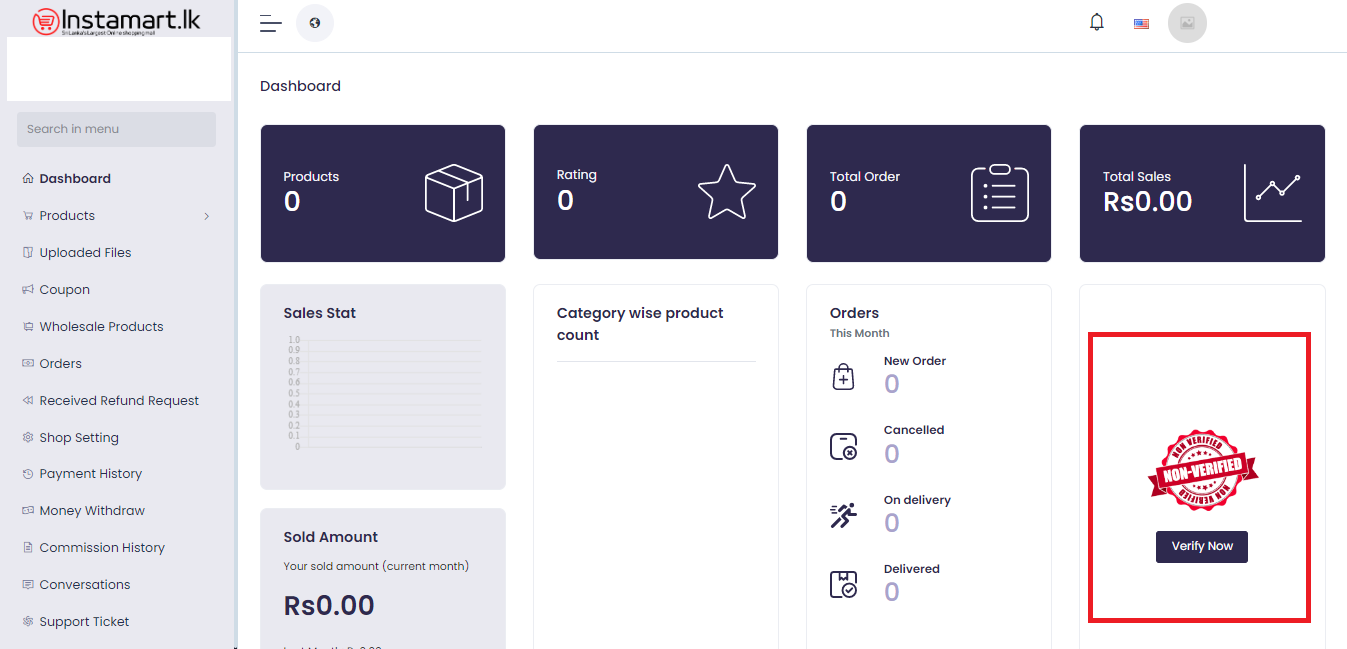 Instamart.lk
Sri Lanka's Largest Online shopping mall
Search in menu
Dashboard
Products
Uploaded Files
Coupon
Wholesale Products
Orders
Received Refund Request
Shop Setting
Payment History
Money Withdraw
Commission History
Conversations
Support Ticket
Dashboard
Products
0
Rating
0
Total Order
0
Total Sales
Rs0.00
Sales Stat
1.0
0.9
0.8
0.7
0.6
0.5
0.4
0.3
0.2
0.1
0
Sold Amount
Your sold amount (current month)
Rs0.00
Category wise product
count
Orders
This Month
New Order
0
Cancelled
0
On delivery
0
Delivered
0
NON VERIFIED
NON-VERIFIED
NON VERIFIED
Verify Now